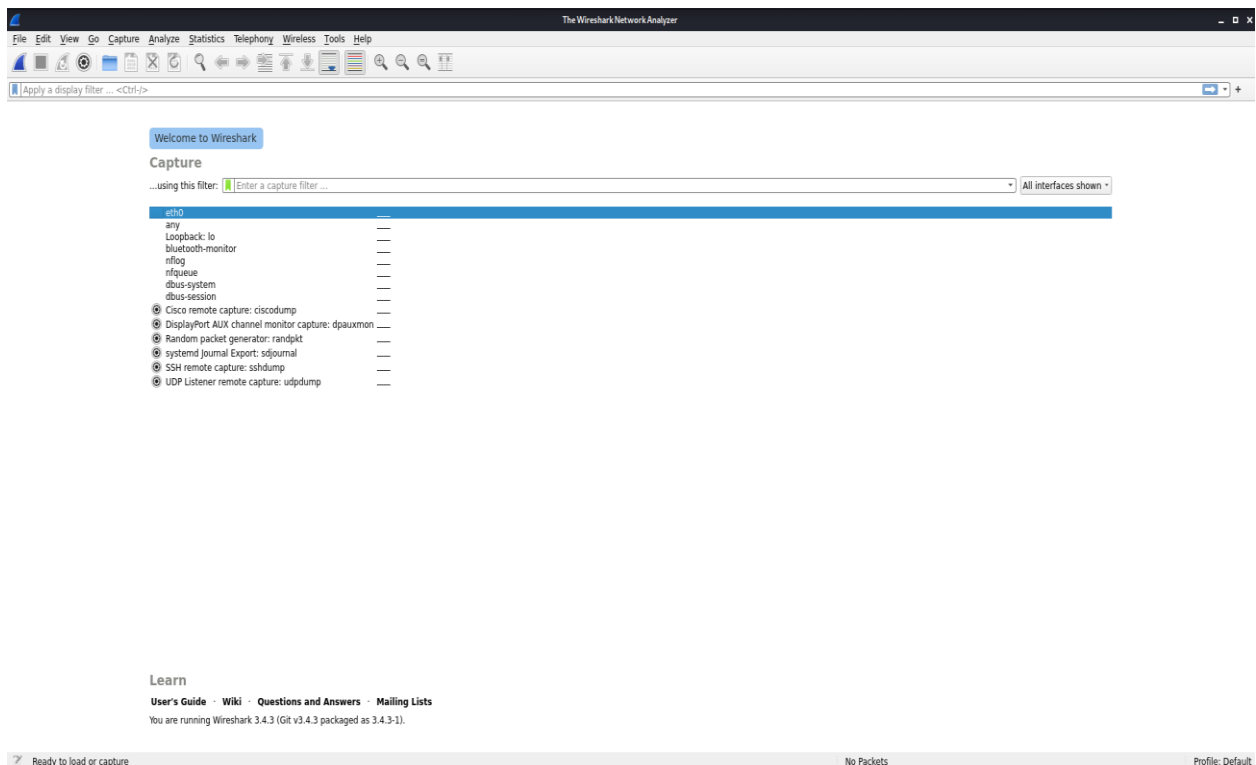 The Wireshark Network Analyzer
File Edit View Go Capture Analyze Statistics Telephony Wireless Tools Help
Apply a display filter ... <Ctrl-/>
Welcome to Wireshark
Capture
...using this filter: Enter a capture filter ... All interfaces shown
eth0
any
Loopback: lo
bluetooth-monitor
nflog
nfqueue
dbus-system
dbus-session
Cisco remote capture: ciscodump
DisplayPort AUX channel monitor capture: dpauxmon
Random packet generator: randpkt
systemd Journal Export: sdjournal
SSH remote capture: sshdump
UDP Listener remote capture: udpdump
Learn
User's Guide · Wiki · Questions and Answers · Mailing Lists
You are running Wireshark 3.4.3 (Git v3.4.3 packaged as 3.4.3-1).
Ready to load or capture No Packets Profile: Default